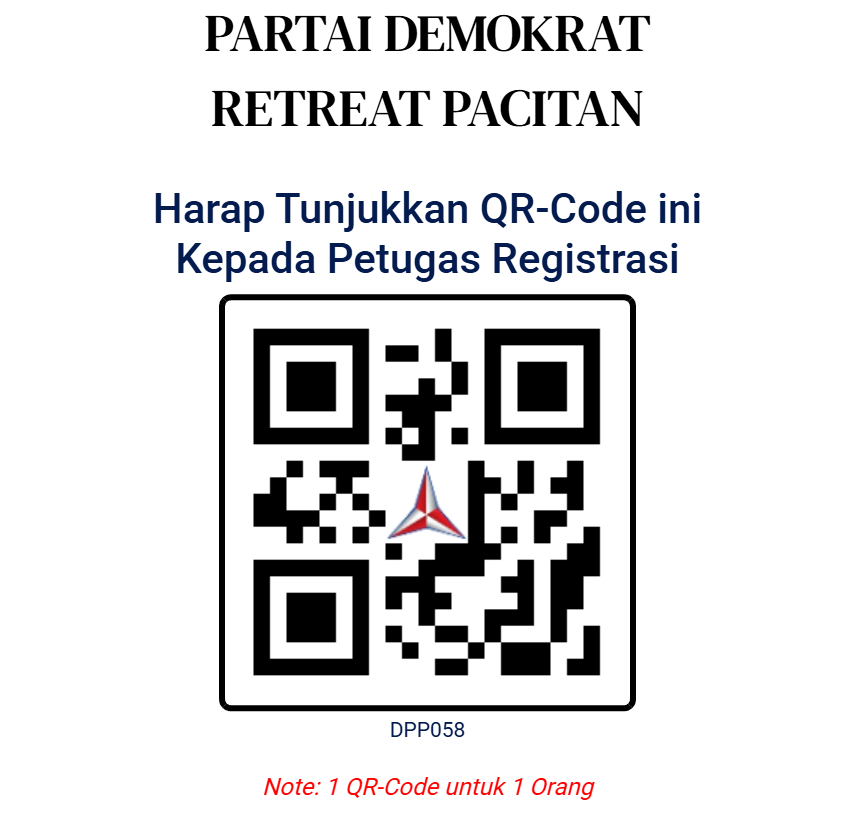 PARTAI DEMOKRAT
RETREAT PACITAN
Harap Tunjukkan QR-Code ini
Kepada Petugas Registrasi
DPP058
Note: 1 QR-Code untuk 1 Orang